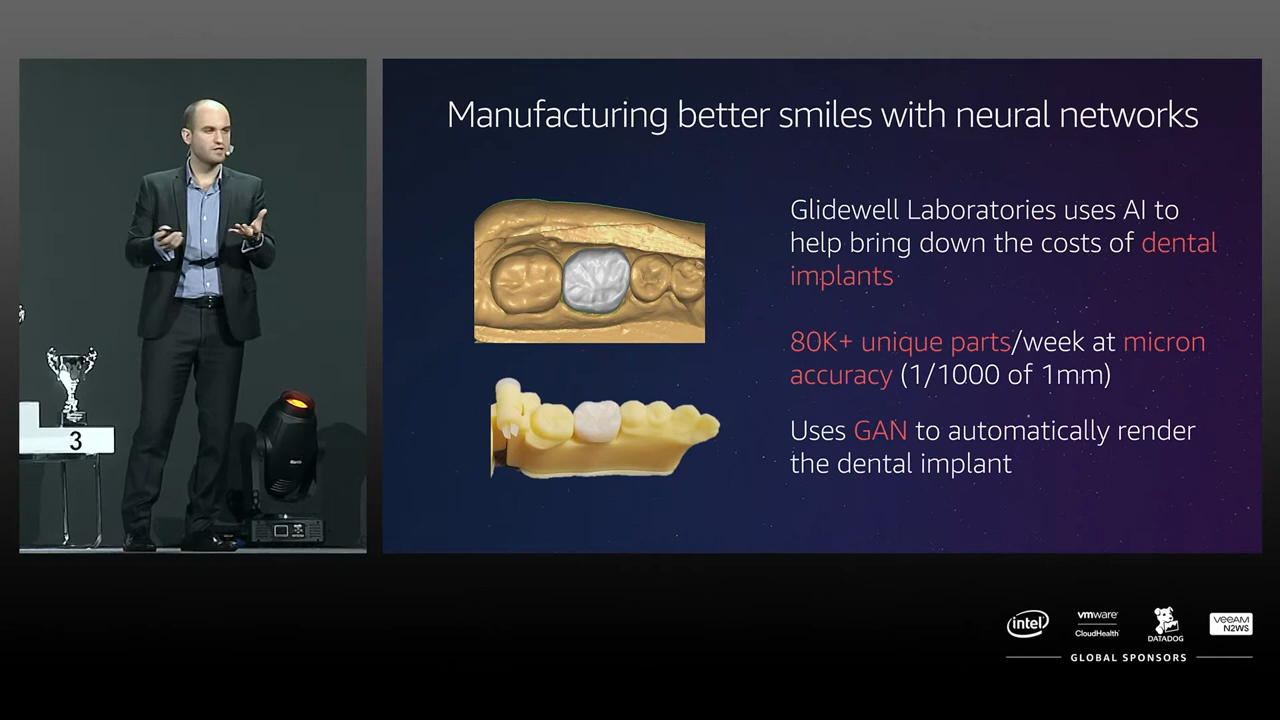 Manufacturing better smiles with neural networks
Glidewell Laboratories uses AI to
help bring down the costs of dental
implants
80K+ unique parts/week at micron
accuracy (1/1000 of 1mm)
Uses GAN to automatically render
the dental implant
3
intel
vmware
CloudHealth
DATADOG
VEEAM
N2WS
GLOBAL SPONSORS